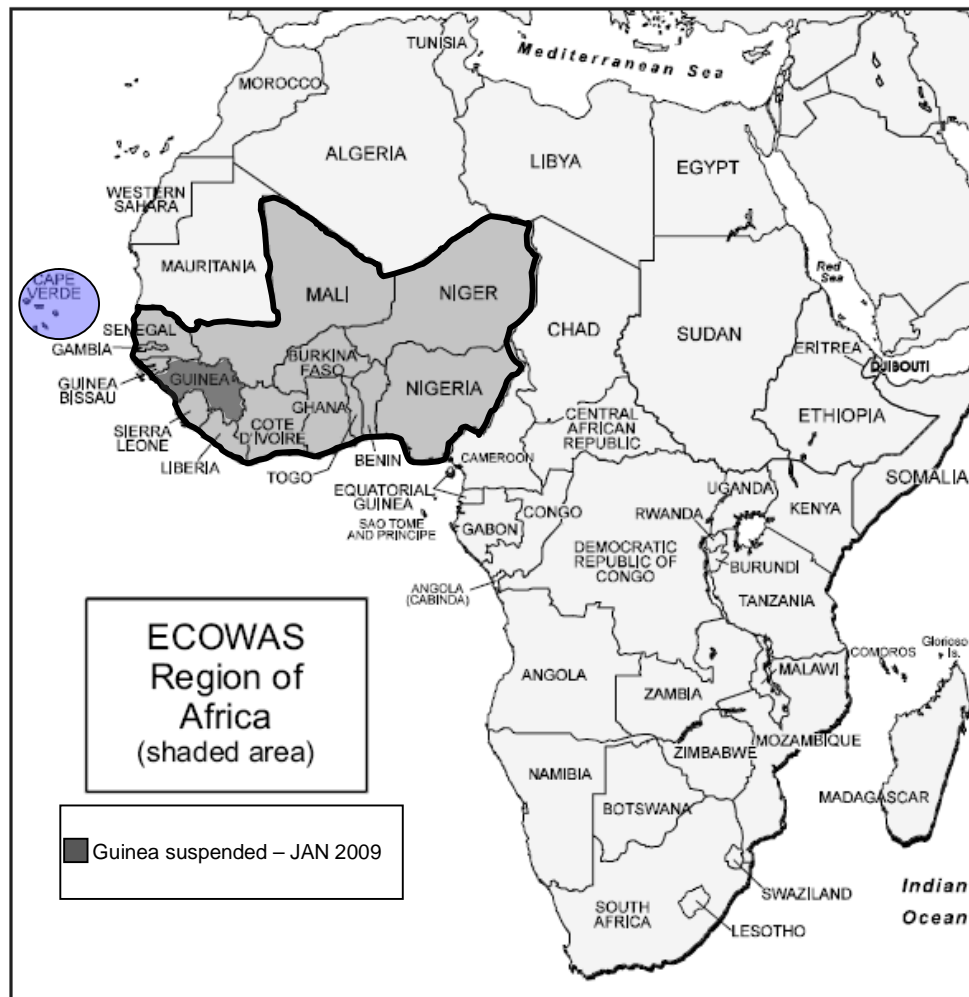 TUNISIA
Mediterranean Sea
MOROCCO
ALGERIA
LIBYA
EGYPT
WESTERN
SAHARA
MAURITANIA
Red
Sea
CAPE
VERDE
MALI
NIGER
CHAD
SUDAN
SENEGAL
GAMBIA
ERITREA
DJIBOUTI
GUINEA
BISSAU
GUINEA
BURKINA
FASO
NIGERIA
GHANA
ETHIOPIA
SIERRA
LEONE
COTE
D'IVOIRE
CENTRAL
AFRICAN
REPUBLIC
LIBERIA
TOGO
BENIN
CAMEROON
SOMALIA
EQUATORIAL
GUINEA
UGANDA
KENYA
SAO TOME
AND PRINCIPE
GABON
CONGO
RWANDA
DEMOCRATIC
REPUBLIC OF
CONGO
BURUNDI
ANGOLA
(CABINDA)
TANZANIA
ECOWAS
Region of
Africa
(shaded area)
COMOROS
Glorioso
Is.
ANGOLA
ZAMBIA
MALAWI
MOZAMBIQUE
ZIMBABWE
NAMIBIA
BOTSWANA
MADAGASCAR
Guinea suspended – JAN 2009
SWAZILAND
SOUTH
AFRICA
LESOTHO
Indian
Ocean